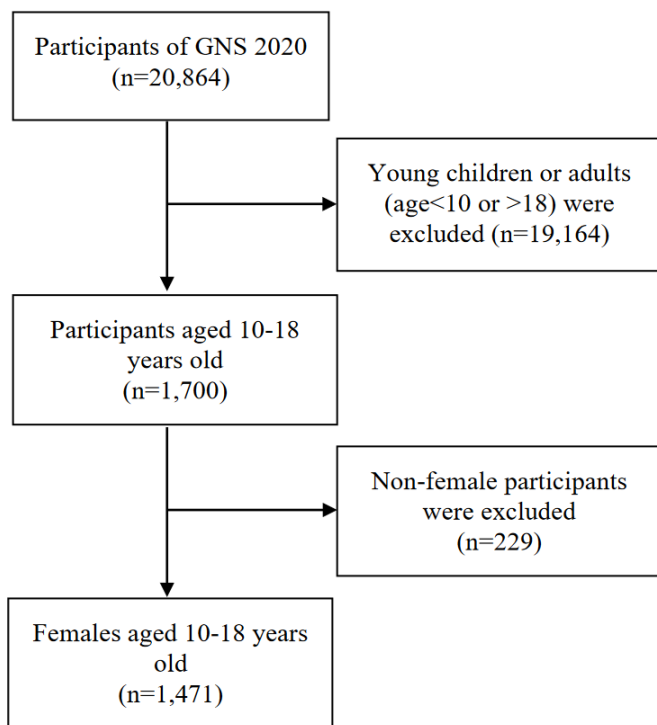 Participants of GNS 2020
(n=20,864)
Young children or adults
(age<10 or >18) were
excluded (n=19,164)
Participants aged 10-18
years old
(n=1,700)
Non-female participants
were excluded
(n=229)
Females aged 10-18 years
old
(n=1,471)